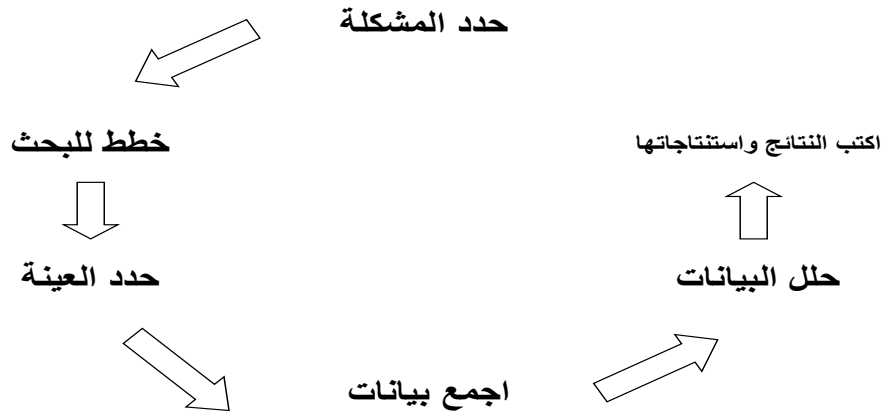 حدد المشكلة
خطط للبحث
اكتب النتائج واستنتاجاتها
حدد العينة
حلل البيانات
اجمع بيانات